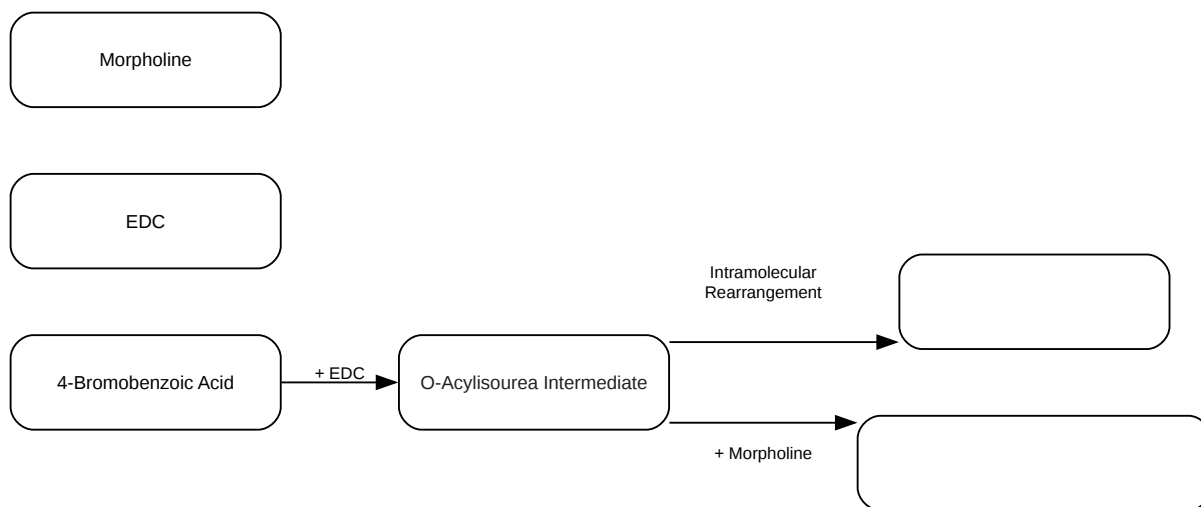 Morpholine
EDC
Intramolecular
Rearrangement
4-Bromobenzoic Acid
+ EDC
O-Acylisourea Intermediate
+ Morpholine